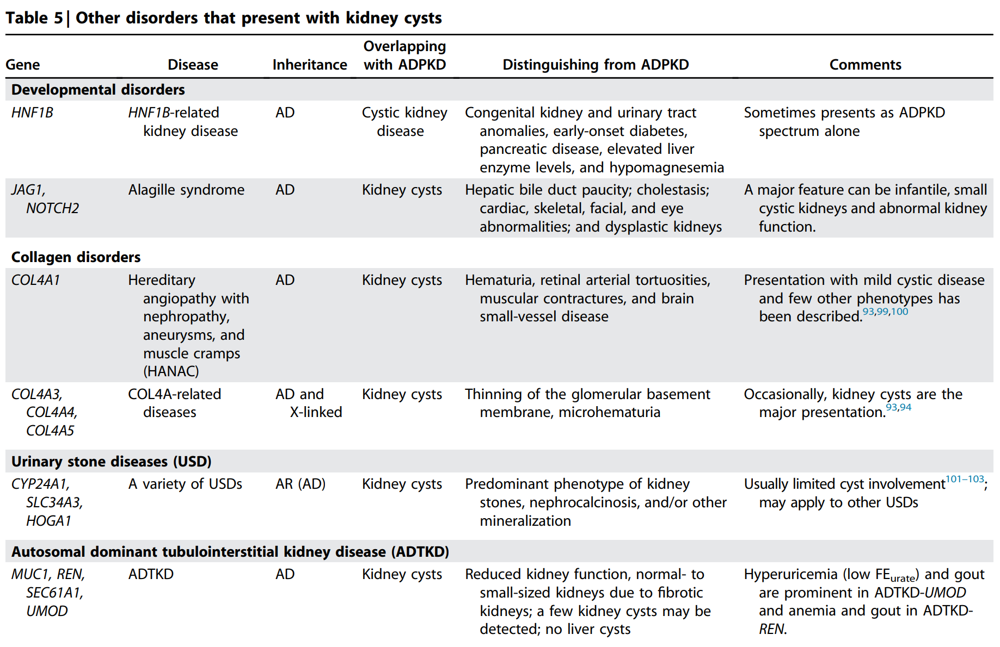 Table 5 | Other disorders that present with kidney cysts
Gene Disease Inheritance Overlapping with ADPKD Distinguishing from ADPKD Comments
Developmental disorders
HNF1B HNF1B-related AD Cystic kidney Congenital kidney and urinary tract Sometimes presents as ADPKD
kidney disease disease anomalies, early-onset diabetes, spectrum alone
pancreatic disease, elevated liver
enzyme levels, and hypomagnesemia
JAG1, Alagille syndrome AD Kidney cysts Hepatic bile duct paucity; cholestasis; A major feature can be infantile, small
NOTCH2 cardiac, skeletal, facial, and eye cystic kidneys and abnormal kidney
abnormalities; and dysplastic kidneys function.
Collagen disorders
COL4A1 Hereditary AD Kidney cysts Hematuria, retinal arterial tortuosities, Presentation with mild cystic disease
angiopathy with muscular contractures, and brain and few other phenotypes has
nephropathy, small-vessel disease been described.93,99,100
aneurysms, and
muscle cramps
(HANAC)
COL4A3, COL4A-related AD and Kidney cysts Thinning of the glomerular basement Occasionally, kidney cysts are the
COL4A4, diseases X-linked membrane, microhematuria major presentation.93,94
COL4A5
Urinary stone diseases (USD)
CYP24A1, A variety of USDs AR (AD) Kidney cysts Predominant phenotype of kidney Usually limited cyst involvement101–103;
SLC34A3, stones, nephrocalcinosis, and/or other may apply to other USDs
HOGA1 mineralization
Autosomal dominant tubulointerstitial kidney disease (ADTKD)
MUC1, REN, ADTKD AD Kidney cysts Reduced kidney function, normal- to Hyperuricemia (low FEurate) and gout
SEC61A1, small-sized kidneys due to fibrotic are prominent in ADTKD-UMOD
UMOD kidneys; a few kidney cysts may be and anemia and gout in ADTKD-
detected; no liver cysts REN.